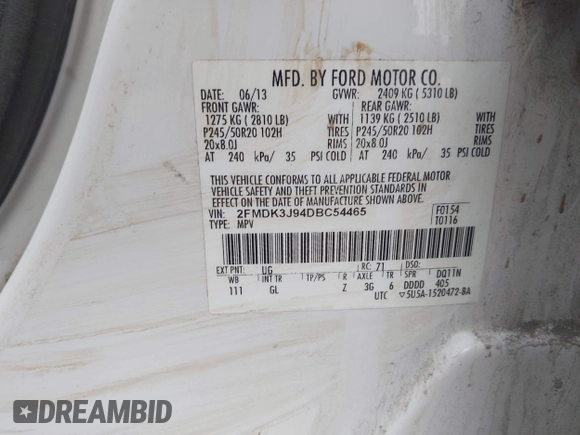 MFD. BY FORD MOTOR CO.
DATE: 06/13 GVWR: 2409 KG ( 5310 LB)
FRONT GAWR: REAR GAWR:
1275 KG ( 2810 LB) WITH 1139 KG ( 2510 LB) WITH
P245/50R20 102H TIRES P245/50R20 102H TIRES
20x8.0J RIMS 20x8.0J RIMS
AT 240 kPa/ 35 PSI COLD AT 240 kPa/ 35 PSI COLD
THIS VEHICLE CONFORMS TO ALL APPLICABLE FEDERAL MOTOR
VEHICLE SAFETY AND THEFT PREVENTION STANDARDS IN
EFFECT ON THE DATE OF MANUFACTURE SHOWN ABOVE.
VIN: 2FMDK3J94DBC54465 F0154
TYPE: MPV T0116
EXT PNT: UG RC: 71 DSO:
WB INT TR TP/PS R AXLE TR SPR DQ11N
111 GL Z 3G 6 DDDD 405
UTC ▽5U5A-1520472-BA
DREAMBID